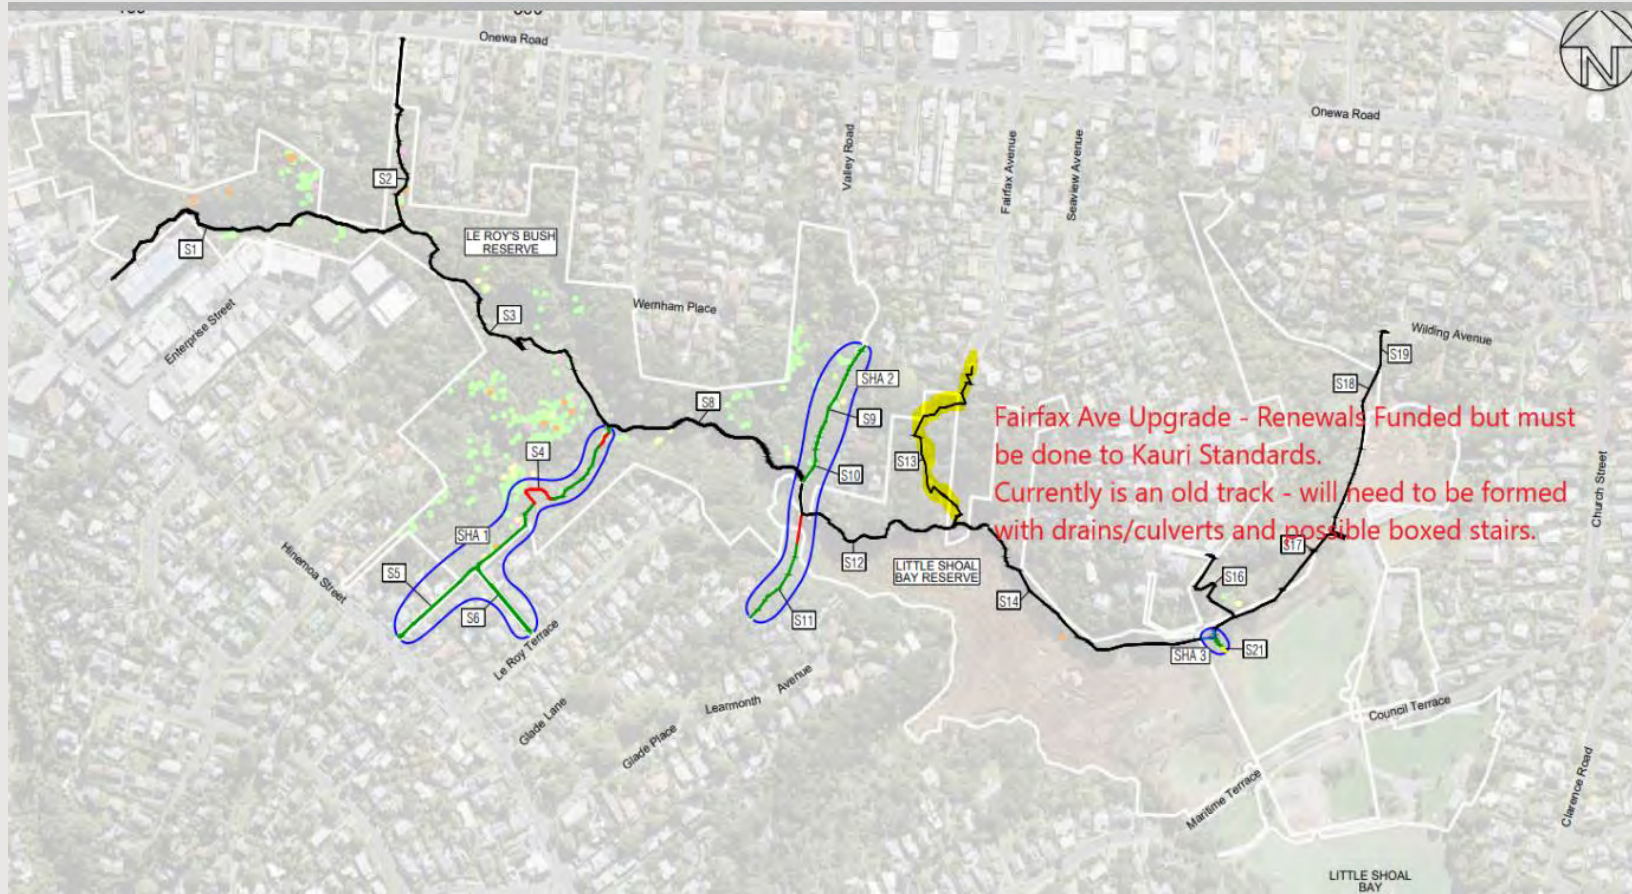 Onewa Road
N
Onewa Road
Valley Road
Fairfax Avenue
Seaview Avenue
S2
LE ROY'S BUSH
RESERVE
S1
Enterprise Street
S3
Wernham Place
Wilding Avenue
S19
S18
SHA 2
S8
S9
Fairfax Ave Upgrade - Renewals Funded but must
be done to Kauri Standards.
Currently is an old track - will need to be formed
with drains/culverts and possible boxed stairs.
S4
S13
S10
Church Street
SHA 1
S17
S12
LITTLE SHOAL
BAY RESERVE
S16
Hinemoa Street
S5
S14
S6
S11
Le Roy Terrace
SHA 3
S21
Learmonth Avenue
Glade Lane
Glade Place
Council Terrace
Maritime Terrace
Clarence Road
LITTLE SHOAL
BAY